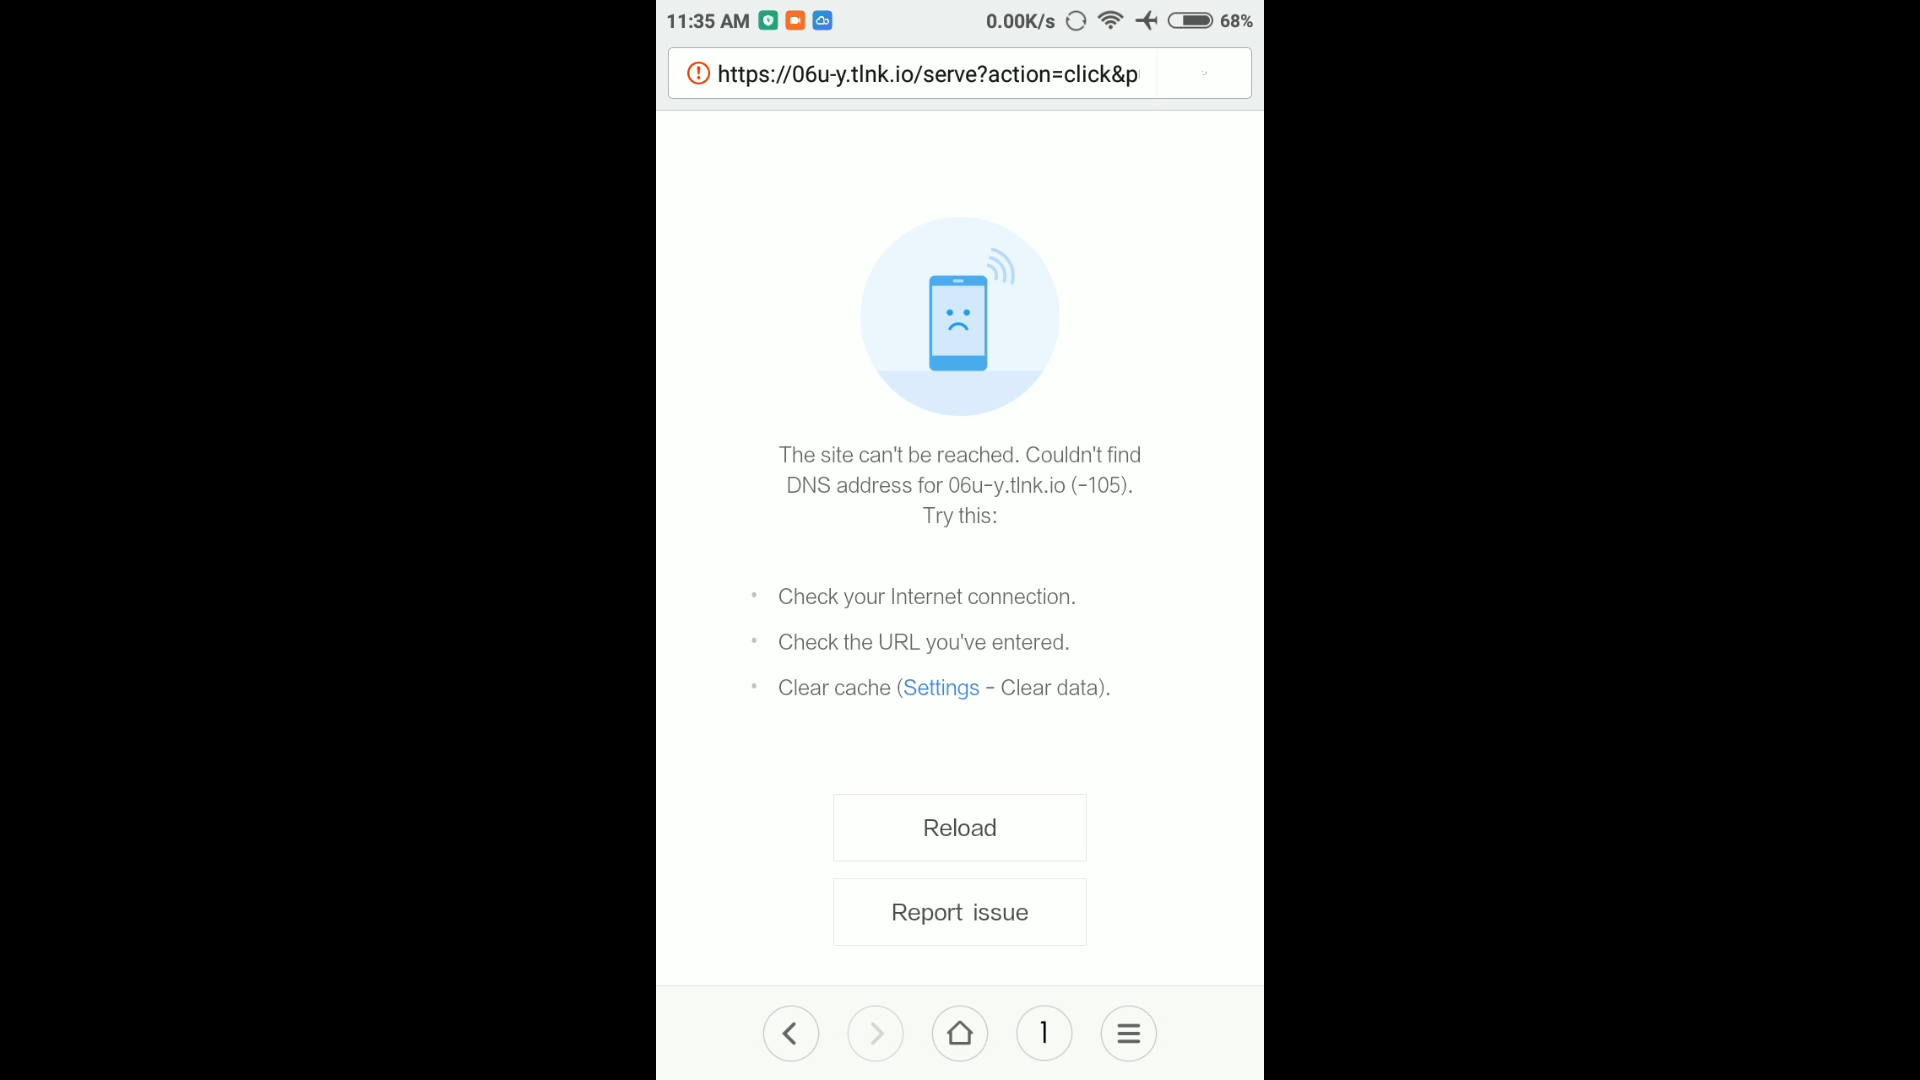 11:35 AM 0.00K/s 68%
https://06u-y.tlnk.io/serve?action=click&p
The site can't be reached. Couldn't find
DNS address for 06u-y.tlnk.io (-105).
Try this:
• Check your Internet connection.
• Check the URL you've entered.
• Clear cache (Settings - Clear data).
Reload
Report issue
1